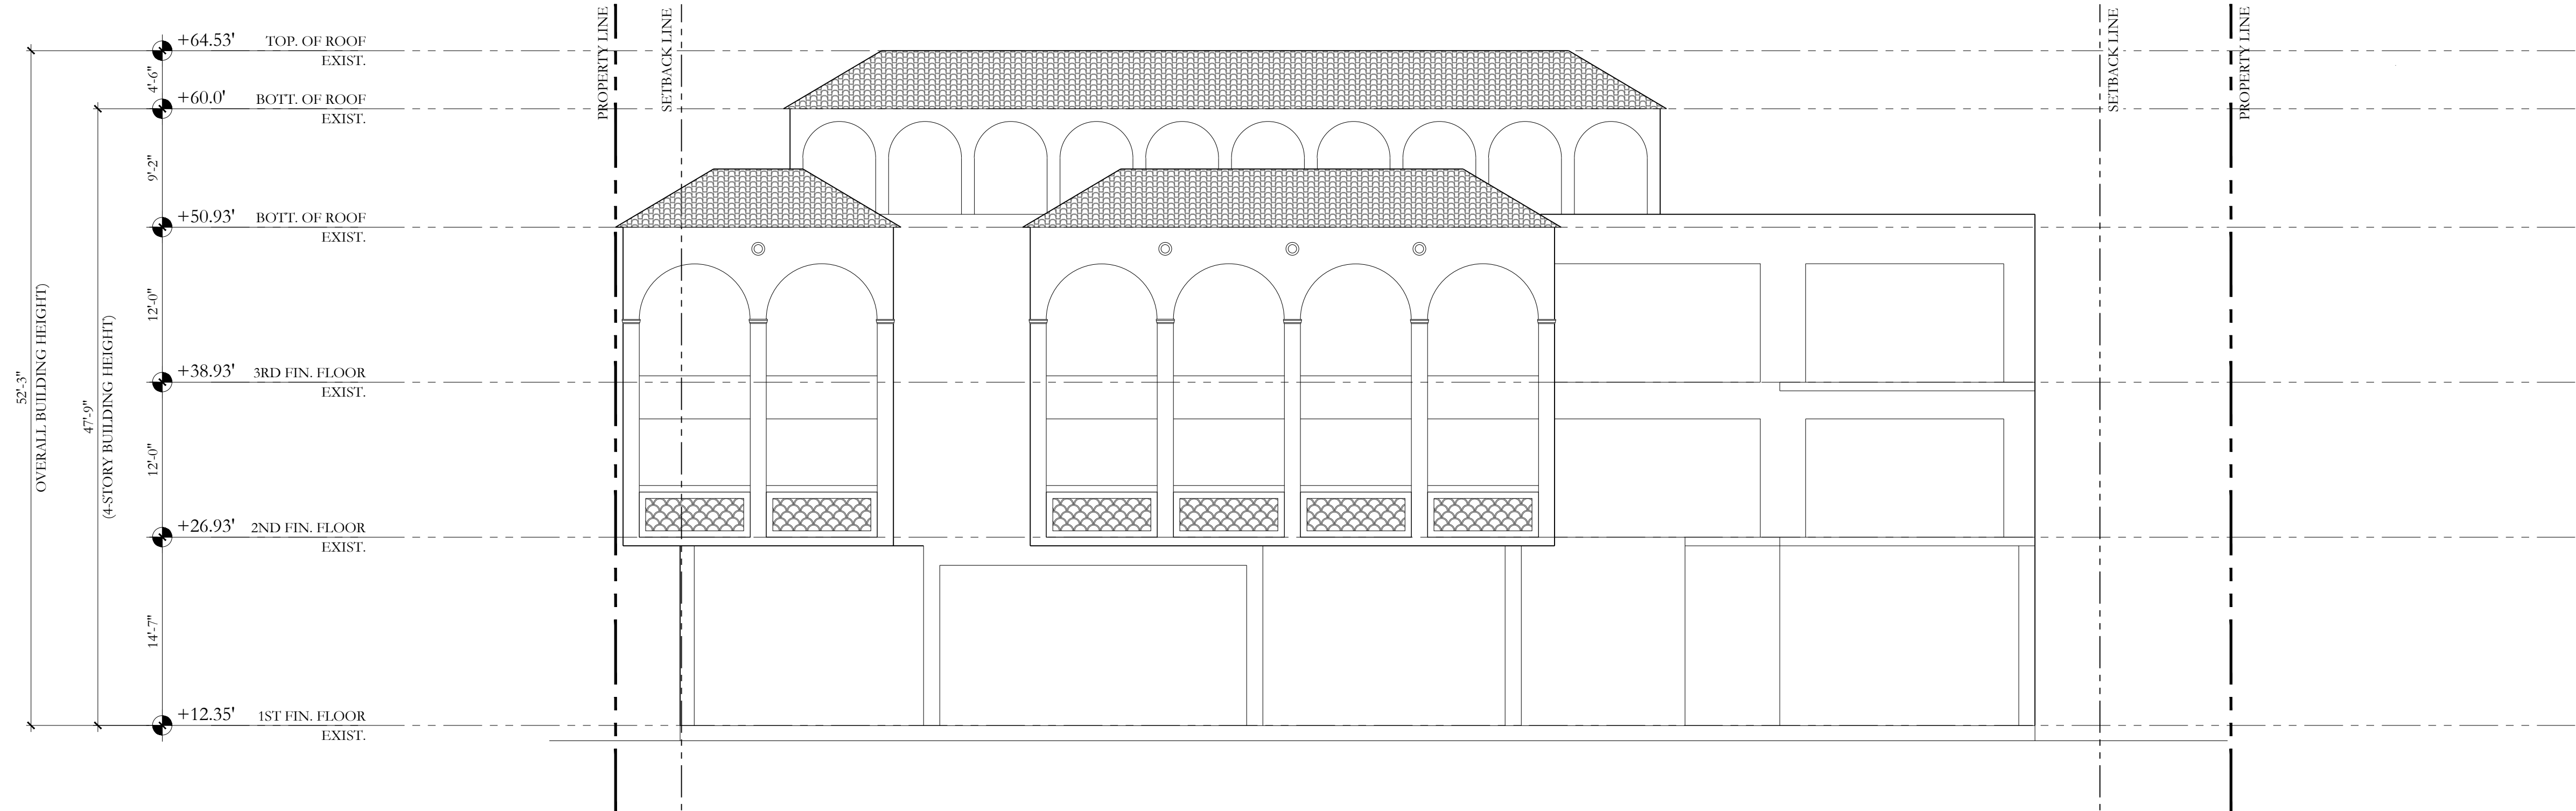 +64.53' TOP. OF ROOF
EXIST.
4'-6"
+60.0' BOTT. OF ROOF
EXIST.
9'-2"
+50.93' BOTT. OF ROOF
EXIST.
12'-0"
+38.93' 3RD FIN. FLOOR
EXIST.
12'-0"
+26.93' 2ND FIN. FLOOR
EXIST.
14'-7"
+12.35' 1ST FIN. FLOOR
EXIST.
52'-3"
OVERALL BUILDING HEIGHT)
47'-9"
(4-STORY BUILDING HEIGHT)
PROPERTY LINE
SETBACK LINE
SETBACK LINE
PROPERTY LINE